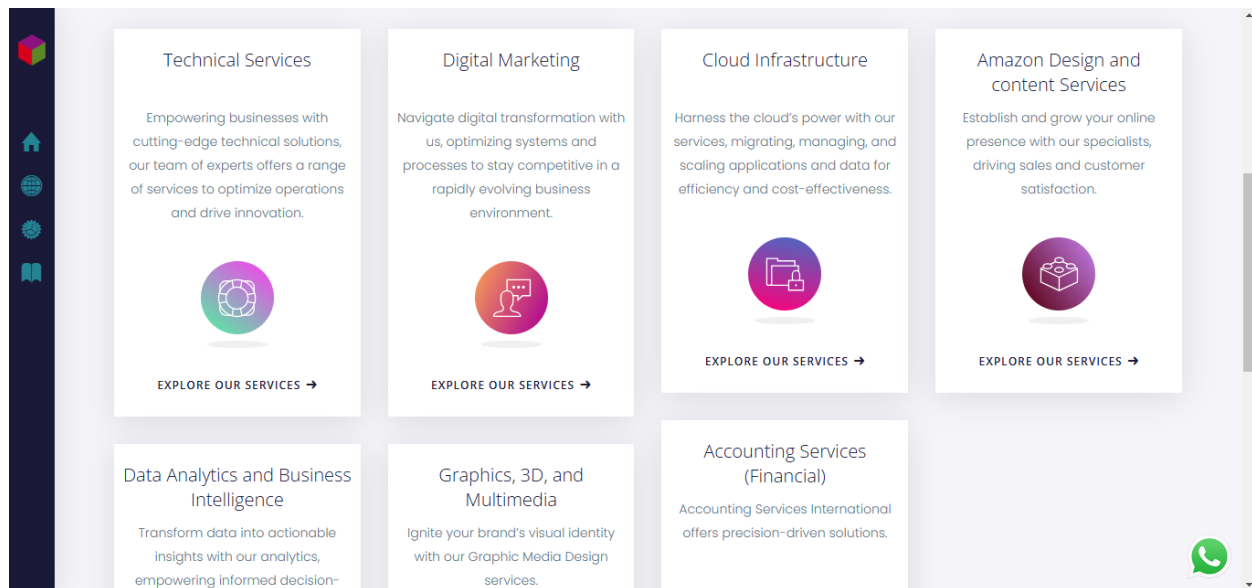 Technical Services
Empowering businesses with
cutting-edge technical solutions,
our team of experts offers a range
of services to optimize operations
and drive innovation.
EXPLORE OUR SERVICES →
Digital Marketing
Navigate digital transformation with
us, optimizing systems and
processes to stay competitive in a
rapidly evolving business
environment.
EXPLORE OUR SERVICES →
Cloud Infrastructure
Harness the cloud's power with our
services, migrating, managing, and
scaling applications and data for
efficiency and cost-effectiveness.
EXPLORE OUR SERVICES →
Amazon Design and
content Services
Establish and grow your online
presence with our specialists,
driving sales and customer
satisfaction.
EXPLORE OUR SERVICES →
Data Analytics and Business
Intelligence
Transform data into actionable
insights with our analytics,
empowering informed decision-
Graphics, 3D, and
Multimedia
Ignite your brand's visual identity
with our Graphic Media Design
services.
Accounting Services
(Financial)
Accounting Services International
offers precision-driven solutions.